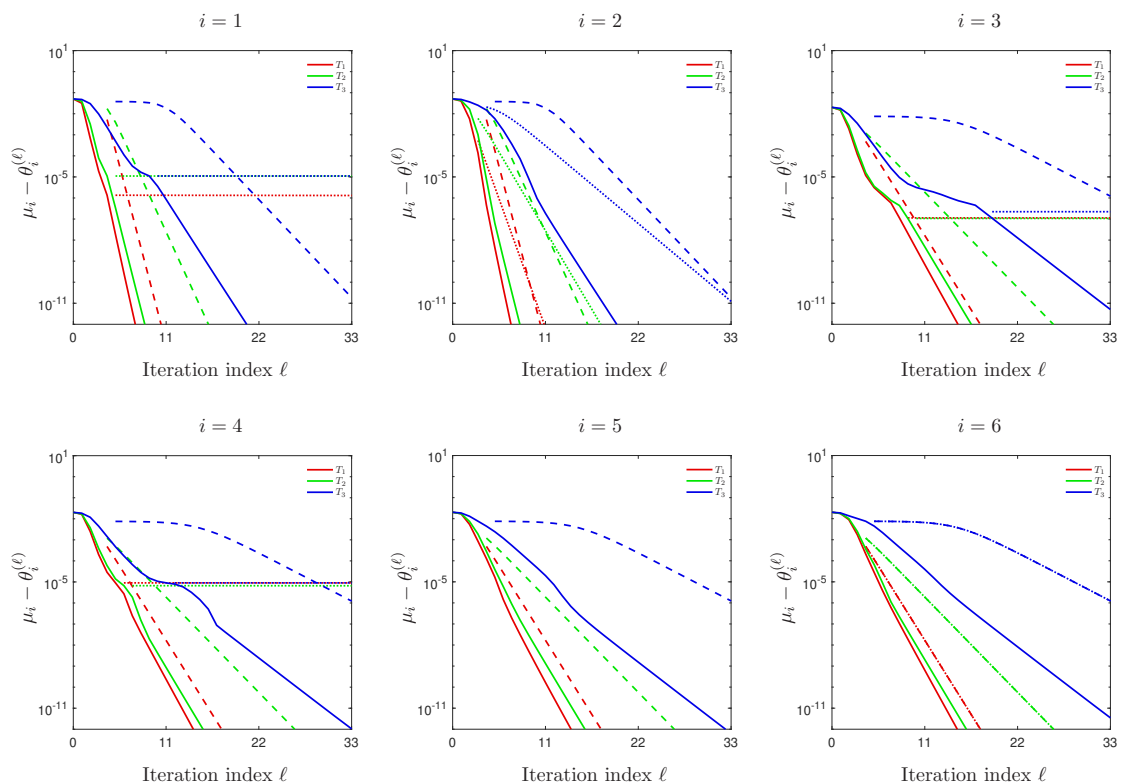 i = 1
10^1
10^{-5}
10^{-11}
μ_i − θ_i^{(ℓ)}
T_1
T_2
T_3
0 11 22 33
Iteration index ℓ
i = 2
10^1
10^{-5}
10^{-11}
μ_i − θ_i^{(ℓ)}
T_1
T_2
T_3
0 11 22 33
Iteration index ℓ
i = 3
10^1
10^{-5}
10^{-11}
μ_i − θ_i^{(ℓ)}
T_1
T_2
T_3
0 11 22 33
Iteration index ℓ
i = 4
10^1
10^{-5}
10^{-11}
μ_i − θ_i^{(ℓ)}
T_1
T_2
T_3
0 11 22 33
Iteration index ℓ
i = 5
10^1
10^{-5}
10^{-11}
μ_i − θ_i^{(ℓ)}
T_1
T_2
T_3
0 11 22 33
Iteration index ℓ
i = 6
10^1
10^{-5}
10^{-11}
μ_i − θ_i^{(ℓ)}
T_1
T_2
T_3
0 11 22 33
Iteration index ℓ